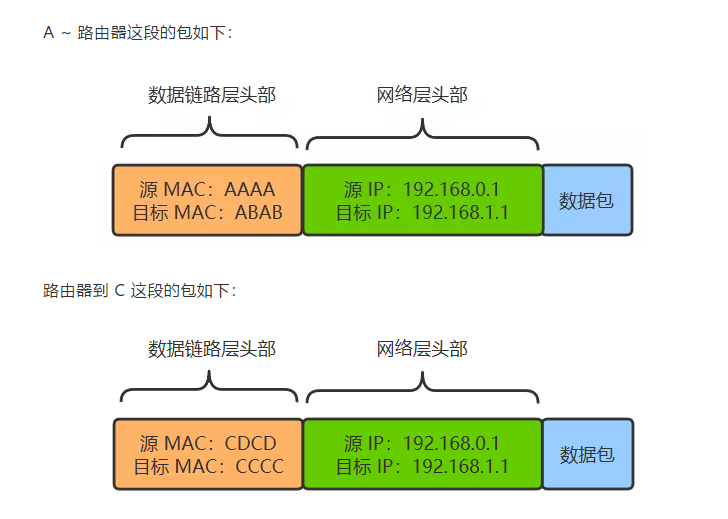 A ~ 路由器这段的包如下：
数据链路层头部
网络层头部
源 MAC：AAAA
目标 MAC：ABAB
源 IP：192.168.0.1
目标 IP：192.168.1.1
数据包
路由器到 C 这段的包如下：
数据链路层头部
网络层头部
源 MAC：CDCD
目标 MAC：CCCC
源 IP：192.168.0.1
目标 IP：192.168.1.1
数据包